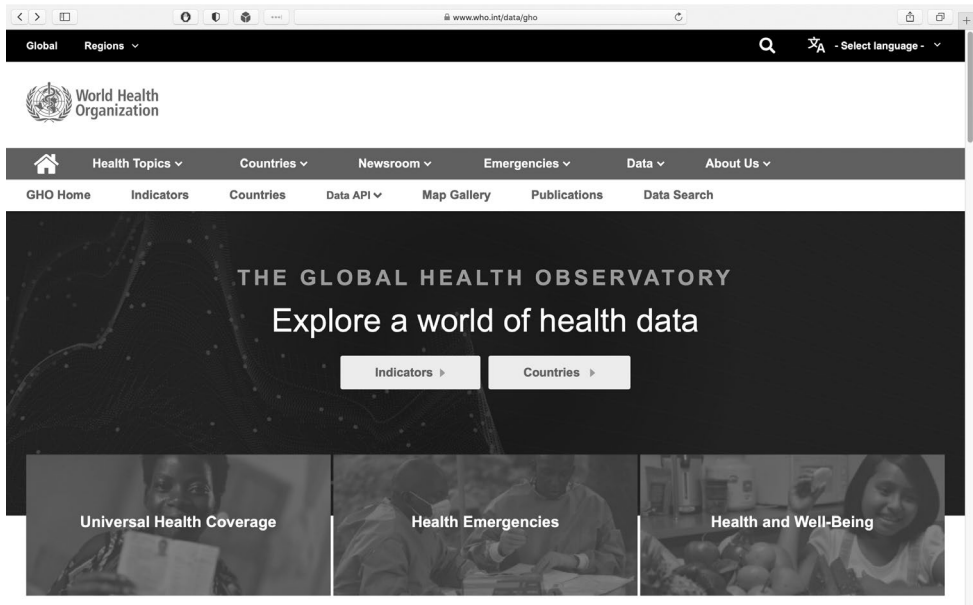 www.who.int/data/gho
Global Regions - Select language -
World Health
Organization
Health Topics Countries Newsroom Emergencies Data About Us
GHO Home Indicators Countries Data API Map Gallery Publications Data Search
THE GLOBAL HEALTH OBSERVATORY
Explore a world of health data
Indicators Countries
Universal Health Coverage Health Emergencies Health and Well-Being